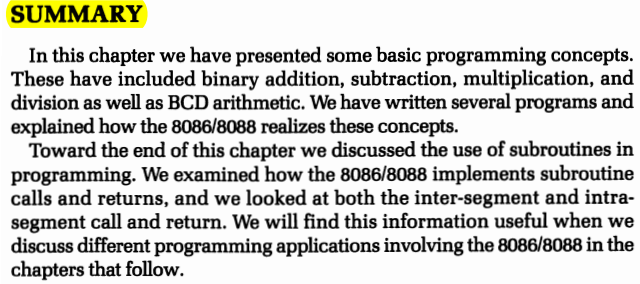 SUMMARY
In this chapter we have presented some basic programming concepts.
These have included binary addition, subtraction, multiplication, and
division as well as BCD arithmetic. We have written several programs and
explained how the 8086/8088 realizes these concepts.
Toward the end of this chapter we discussed the use of subroutines in
programming. We examined how the 8086/8088 implements subroutine
calls and returns, and we looked at both the inter-segment and intra-
segment call and return. We will find this information useful when we
discuss different programming applications involving the 8086/8088 in the
chapters that follow.